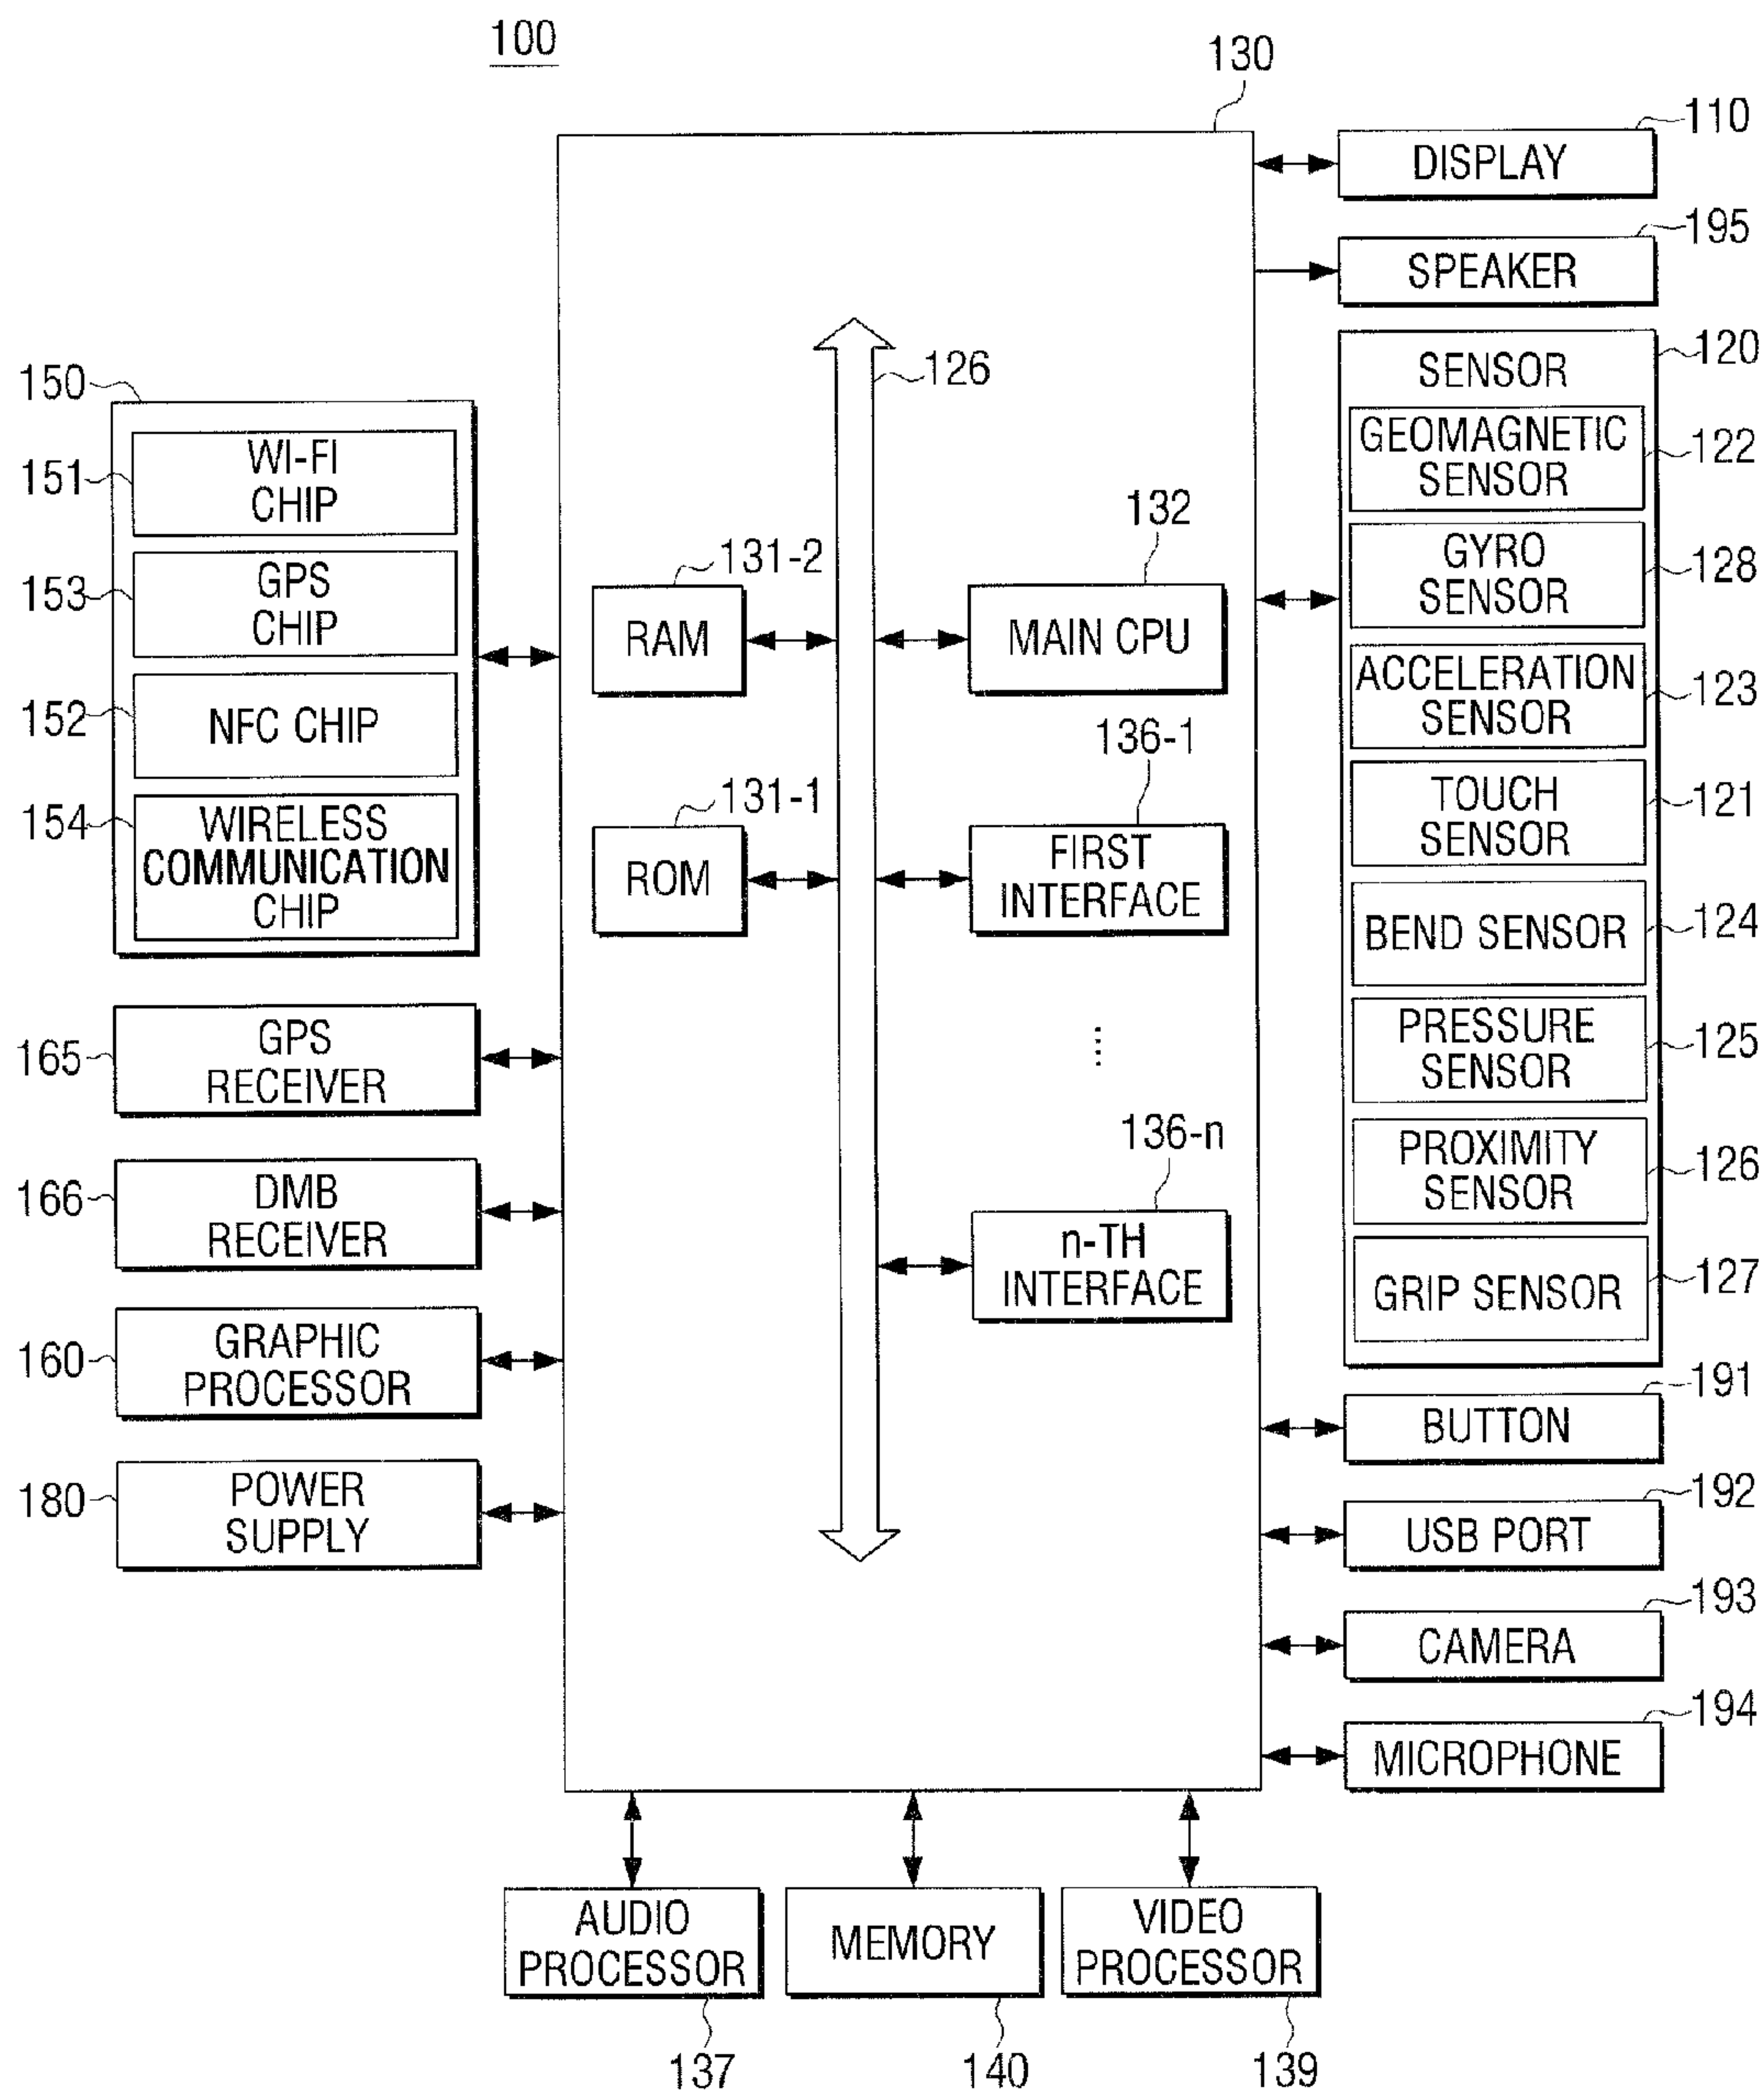 100
130
110
DISPLAY
195
SPEAKER
120
SENSOR
GEOMAGNETIC
SENSOR
122
GYRO
SENSOR
128
ACCELERATION
SENSOR
123
TOUCH
SENSOR
121
BEND SENSOR
124
PRESSURE
SENSOR
125
PROXIMITY
SENSOR
126
GRIP SENSOR
127
191
BUTTON
192
USB PORT
193
CAMERA
194
MICROPHONE
126
131-2
RAM
132
MAIN CPU
131-1
ROM
136-1
FIRST
INTERFACE
136-n
n-TH
INTERFACE
150
151
WI-FI
CHIP
153
GPS
CHIP
152
NFC CHIP
154
WIRELESS
COMMUNICATION
CHIP
165
GPS
RECEIVER
166
DMB
RECEIVER
160
GRAPHIC
PROCESSOR
180
POWER
SUPPLY
AUDIO
PROCESSOR
137
MEMORY
140
VIDEO
PROCESSOR
139